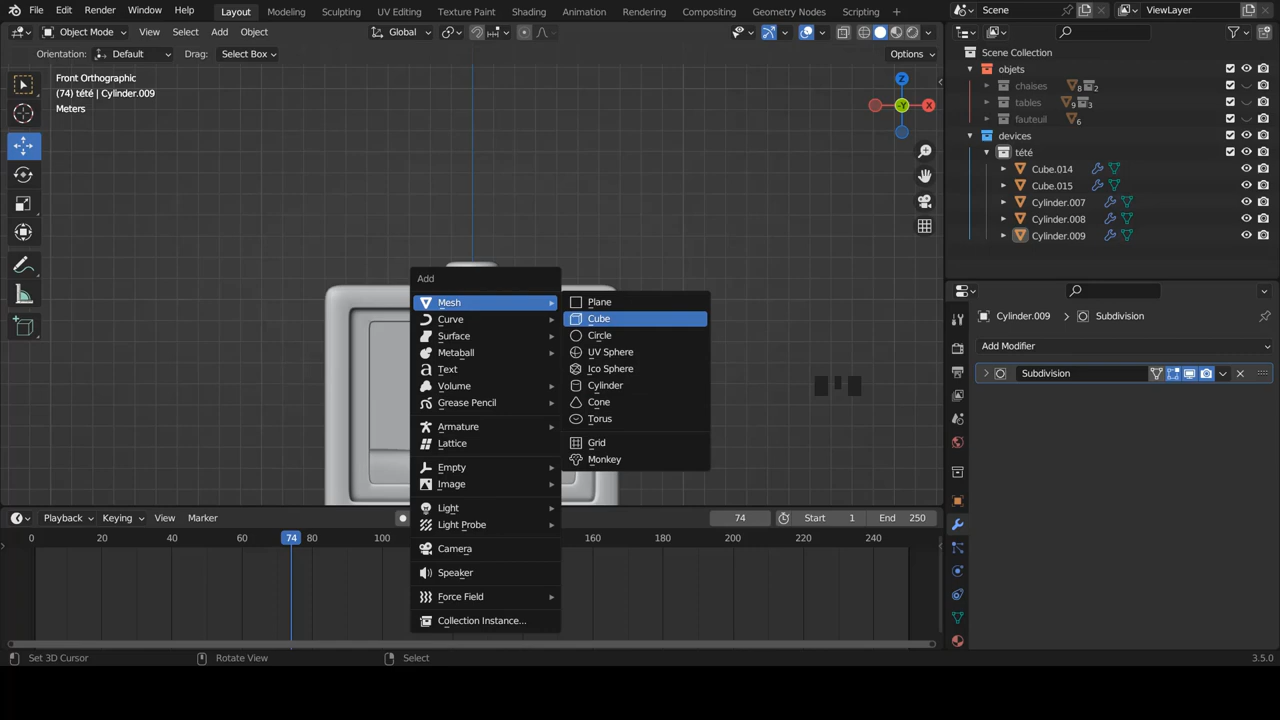 File Edit Render Window Help Layout Modeling Sculpting UV Editing Texture Paint Shading Animation Rendering Compositing Geometry Nodes Scripting Scene ViewLayer
Object Mode View Select Add Object Global
Orientation: Default Drag: Select Box Options
Front Orthographic
(74) tété | Cylinder.009
Meters
Z
X
-Y
Add
Mesh
Curve
Surface
Metaball
Text
Volume
Grease Pencil
Armature
Lattice
Empty
Image
Light
Light Probe
Camera
Speaker
Force Field
Collection Instance...
Plane
Cube
Circle
UV Sphere
Ico Sphere
Cylinder
Cone
Torus
Grid
Monkey
Scene Collection
objets
chaises 8 2
tables 9 3
fauteuil 6
devices
tété
Cube.014
Cube.015
Cylinder.007
Cylinder.008
Cylinder.009
Cylinder.009 > Subdivision
Add Modifier
Subdivision
Playback Keying View Marker 74 Start 1 End 250
0 20 40 60 74 80 100 160 180 200 220 240
Set 3D Cursor Rotate View Select 3.5.0